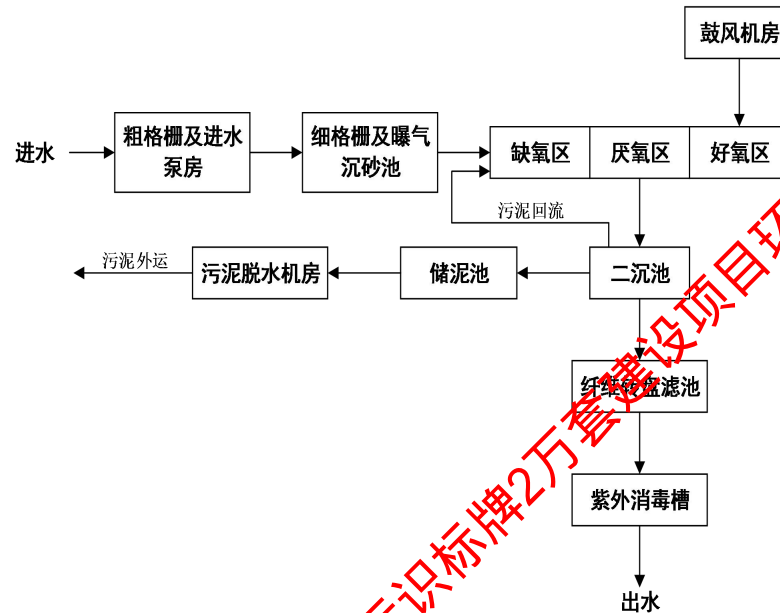 鼓风机房
进水
粗格栅及进水
泵房
细格栅及曝气
沉砂池
缺氧区
厌氧区
好氧区
污泥回流
污泥外运
污泥脱水机房
储泥池
二沉池
纤维转盘滤池
紫外消毒槽
出水
识标牌2万套建设项目环